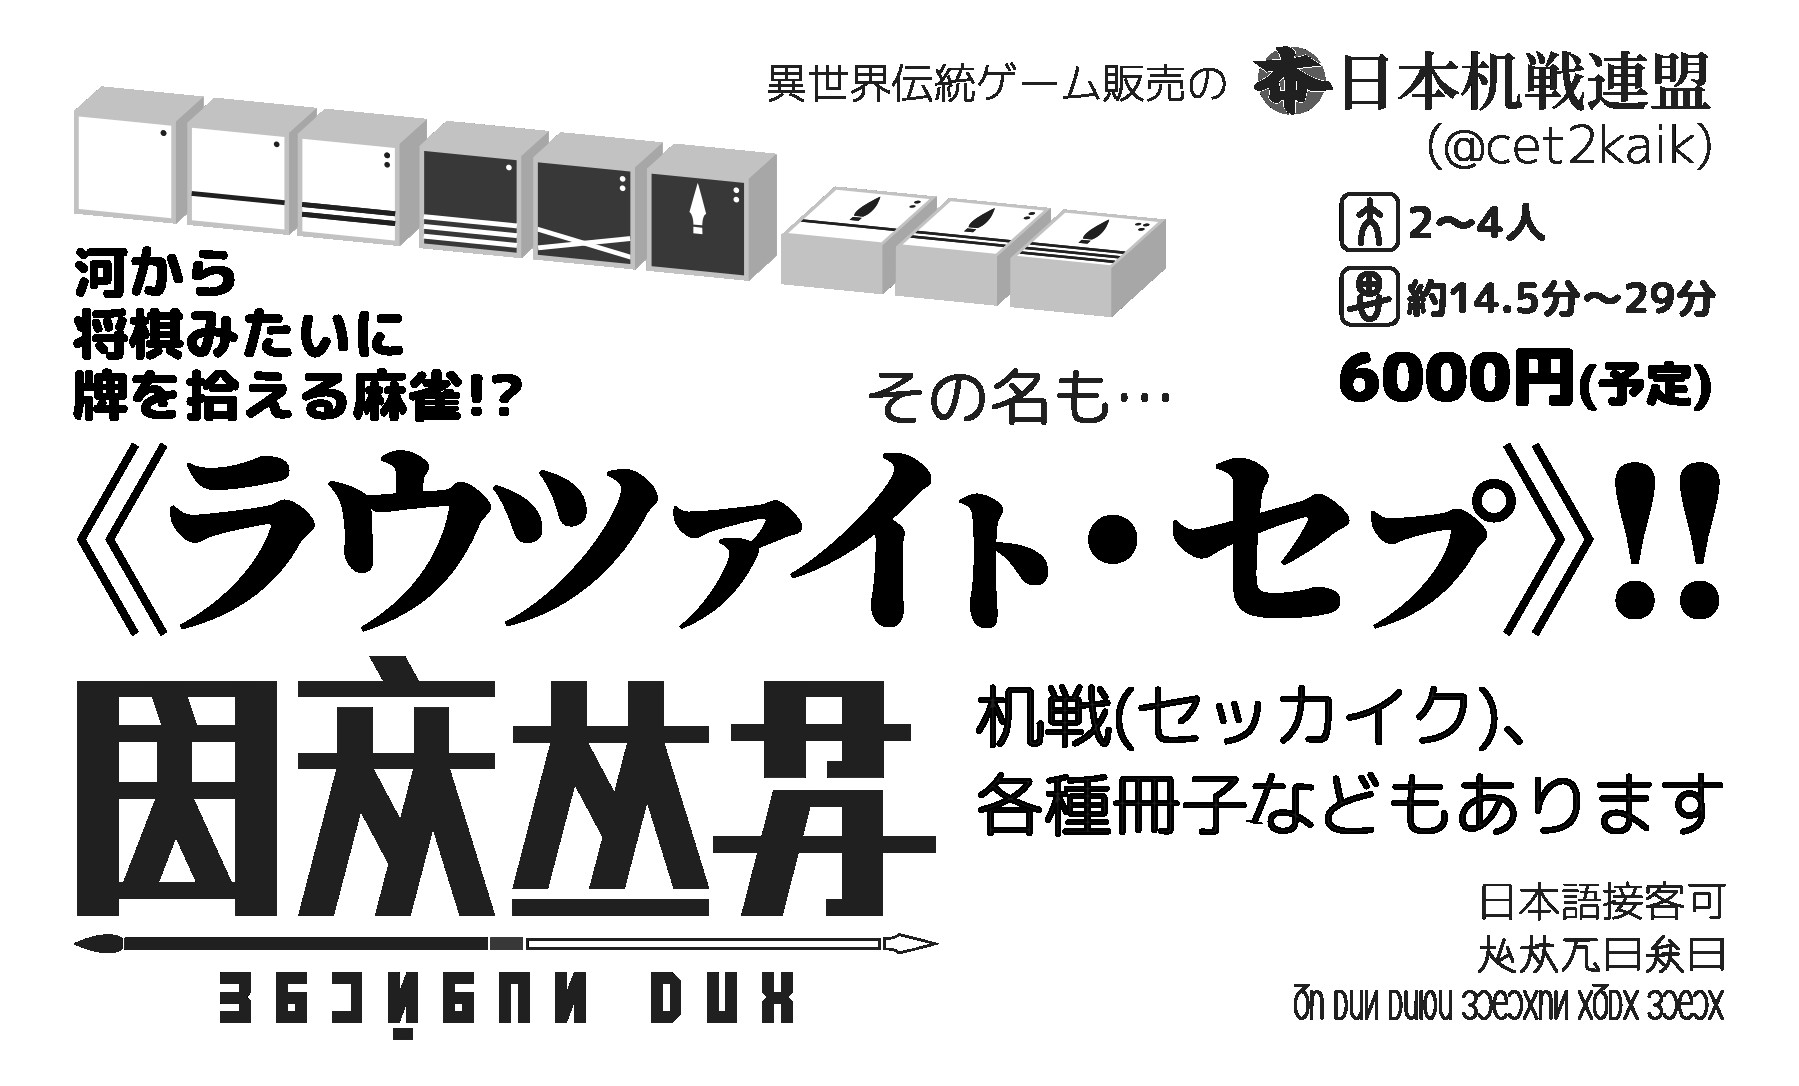 異世界伝統ゲーム販売の 日本机戦連盟
(@cet2kaik)
2〜4人
約14.5分〜29分
6000円(予定)
河から
将棋みたいに
牌を拾える麻雀!?
その名も…
《ラウツァイト・セプ》!!
机戦(セッカイク)、
各種冊子などもあります
日本語接客可